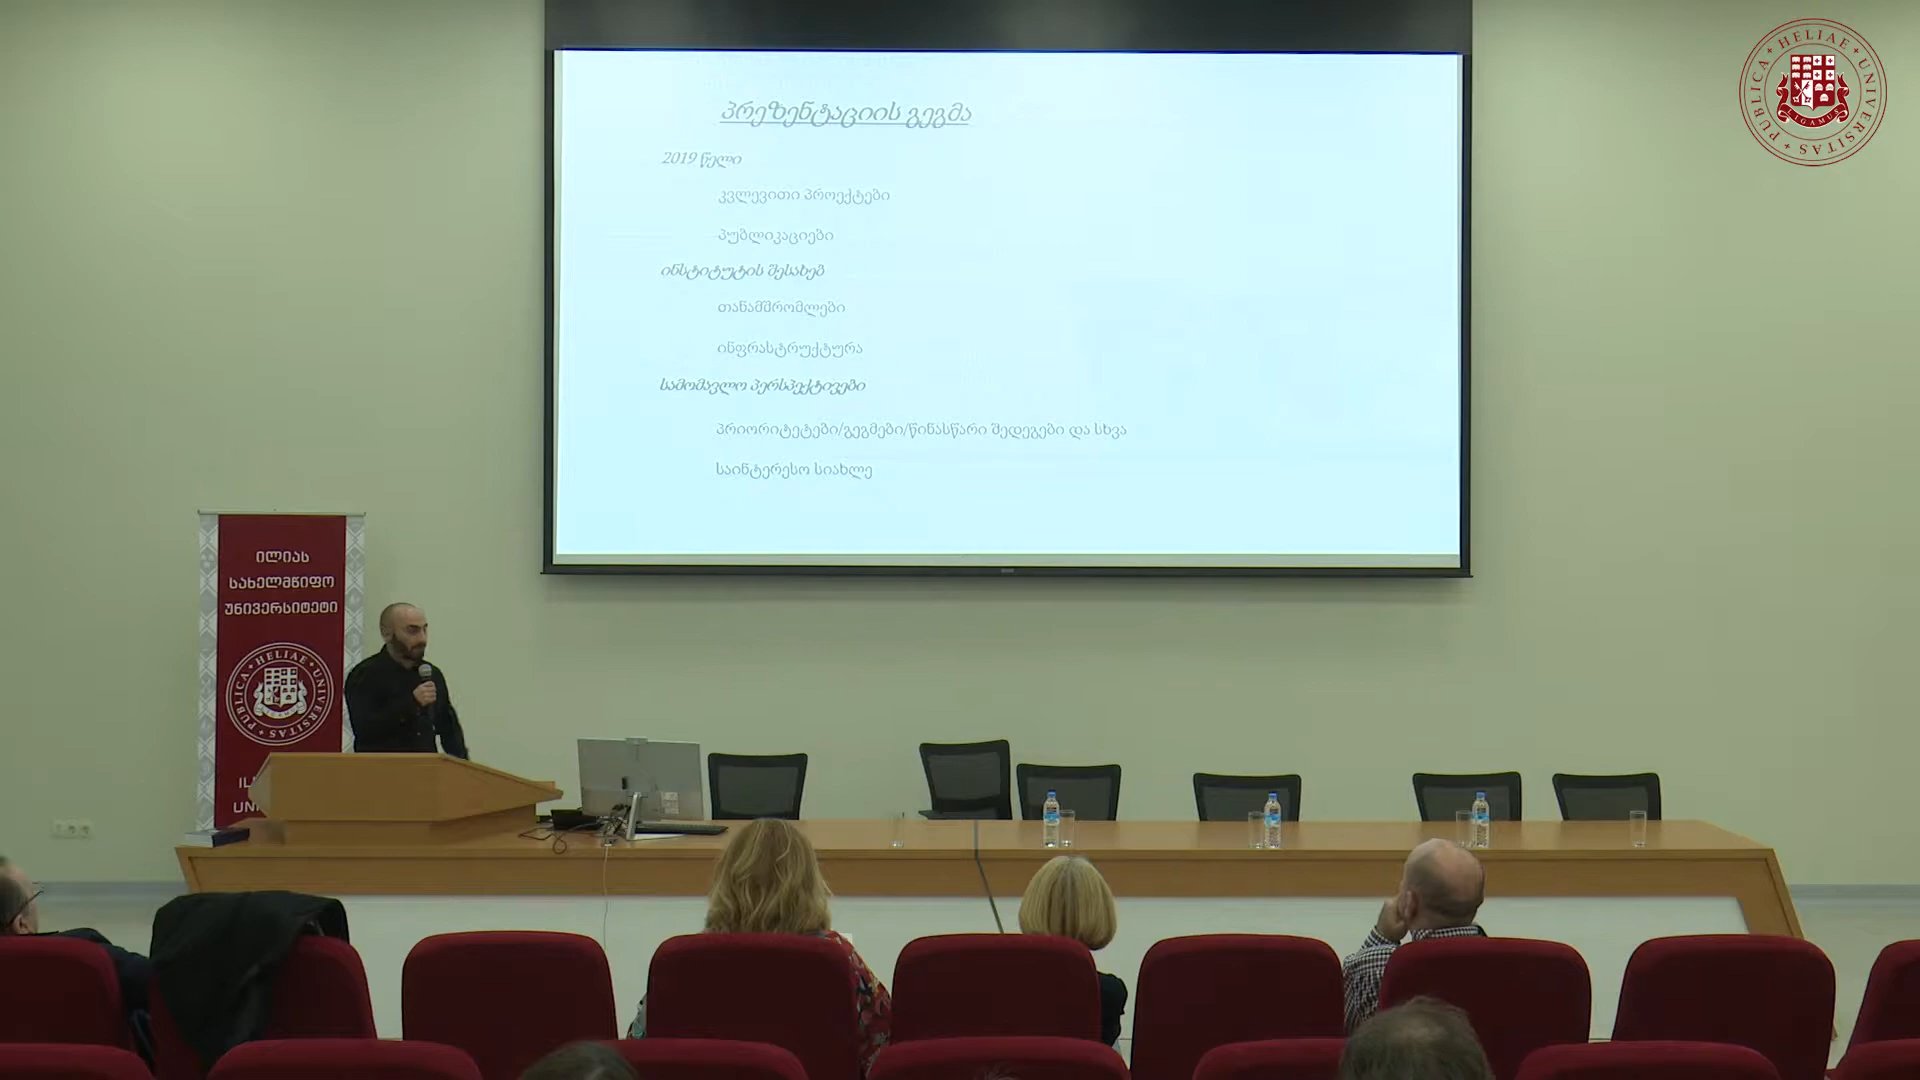 პრეზენტაციის გეგმა
2019 წელი
კვლევითი პროექტები
პუბლიკაციები
ინსტიტუტის შესახებ
თანამშრომლები
ინფრასტრუქტურა
სამომავლო პერსპექტივები
პრიორიტეტები/გეგმები/წინასწარი შედეგები და სხვა
საინტერესო სიახლე
ილიას
სახელმწიფო
უნივერსიტეტი
HELIAE UNIVERSITAS PUBLICA
HELIAE UNIVERSITAS PUBLICA
LIGAMUS